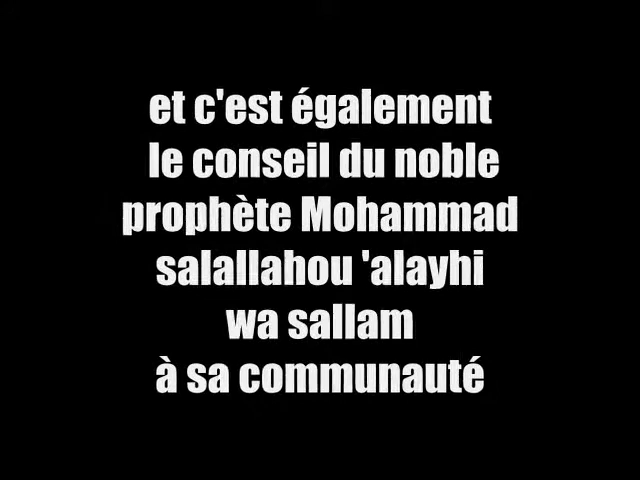 et c'est également
le conseil du noble
prophète Mohammad
salallahou 'alayhi
wa sallam
à sa communauté